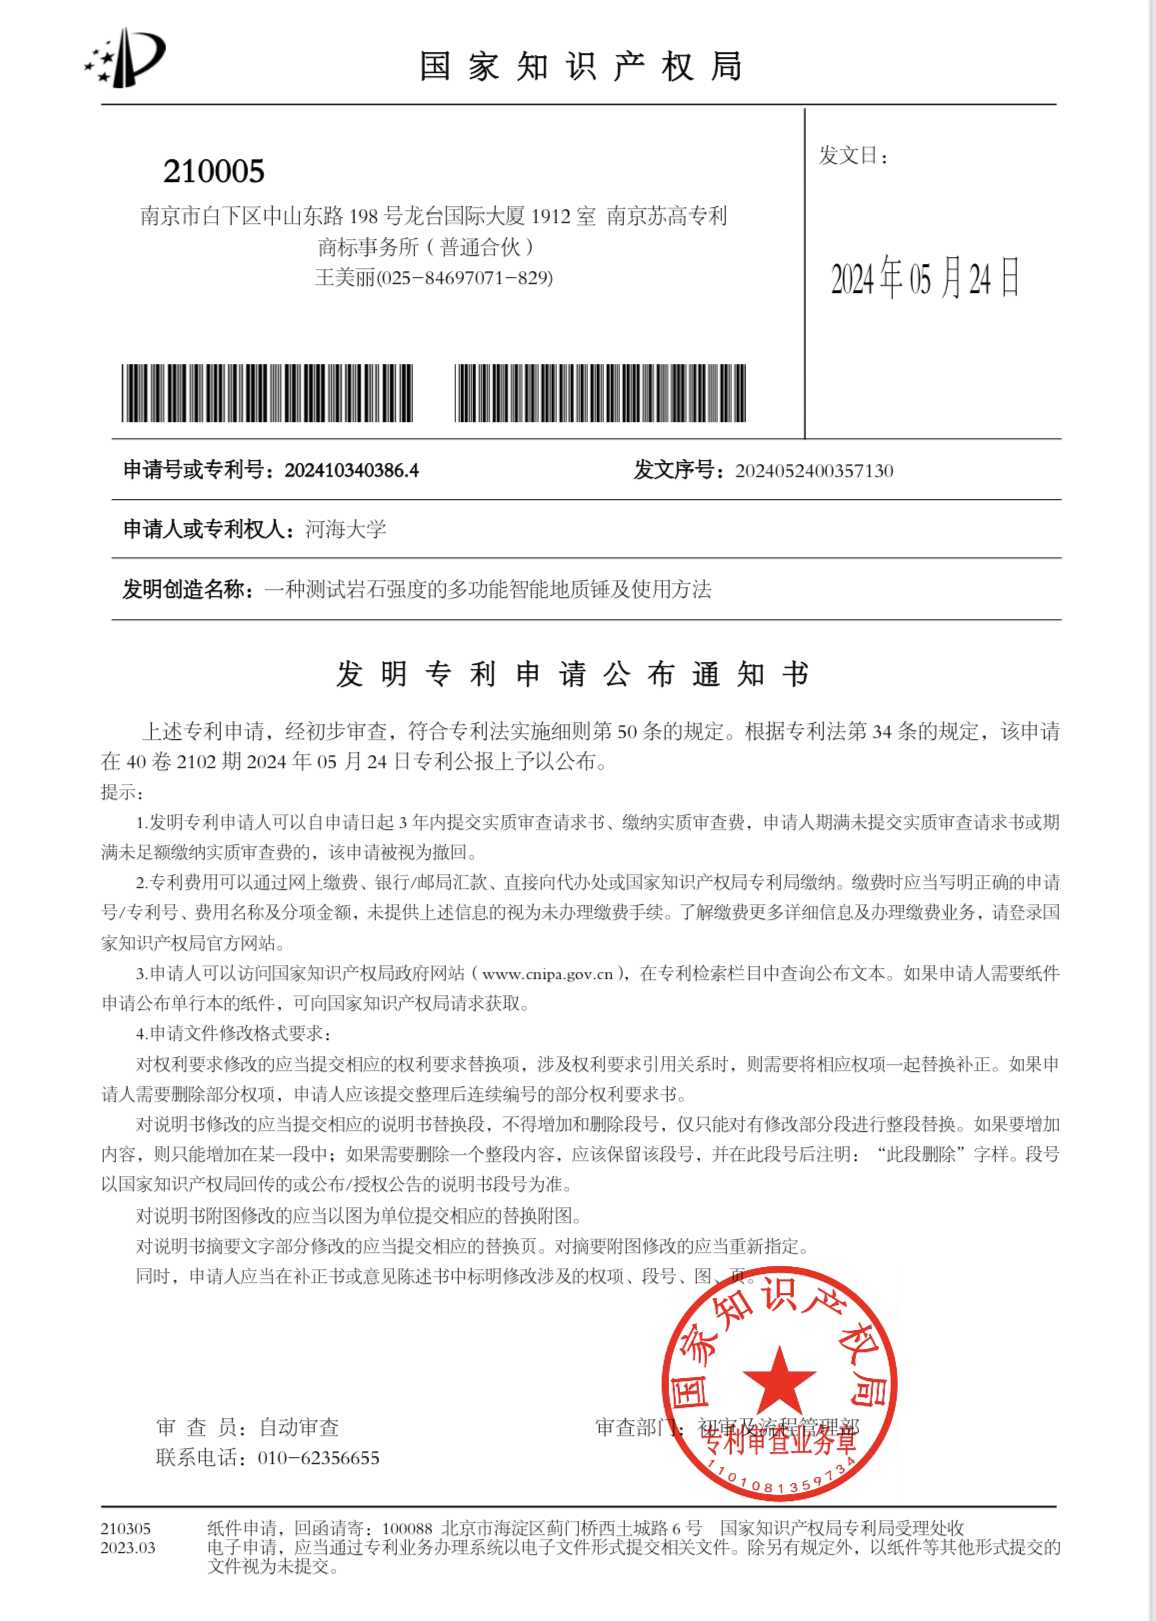 国家知识产权局
210005
南京市白下区中山东路 198 号龙台国际大厦 1912 室 南京苏高专利
商标事务所（普通合伙）
王美丽(025-84697071-829)
发文日：
2024 年 05 月 24 日
申请号或专利号：202410340386.4
发文序号：2024052400357130
申请人或专利权人：河海大学
发明创造名称：一种测试岩石强度的多功能智能地质锤及使用方法
发明专利申请公布通知书
上述专利申请，经初步审查，符合专利法实施细则第 50 条的规定。根据专利法第 34 条的规定，该申请
在 40 卷 2102 期 2024 年 05 月 24 日专利公报上予以公布。
提示：
1.发明专利申请人可以自申请日起 3 年内提交实质审查请求书、缴纳实质审查费，申请人期满未提交实质审查请求书或期
满未足额缴纳实质审查费的，该申请被视为撤回。
2.专利费用可以通过网上缴费、银行/邮局汇款、直接向代办处或国家知识产权局专利局缴纳。缴费时应当写明正确的申请
号/专利号、费用名称及分项金额，未提供上述信息的视为未办理缴费手续。了解缴费更多详细信息及办理缴费业务，请登录国
家知识产权局官方网站。
3.申请人可以访问国家知识产权局政府网站（www.cnipa.gov.cn），在专利检索栏目中查询公布文本。如果申请人需要纸件
申请公布单行本的纸件，可向国家知识产权局请求获取。
4.申请文件修改格式要求：
对权利要求修改的应当提交相应的权利要求替换项，涉及权利要求引用关系时，则需要将相应权项一起替换补正。如果申
请人需要删除部分权项，申请人应该提交整理后连续编号的部分权利要求书。
对说明书修改的应当提交相应的说明书替换段，不得增加和删除段号，仅只能对有修改部分段进行整段替换。如果要增加
内容，则只能增加在某一段中；如果需要删除一个整段内容，应该保留该段号，并在此段号后注明：“此段删除”字样。段号
以国家知识产权局回传的或公布/授权公告的说明书段号为准。
对说明书附图修改的应当以图为单位提交相应的替换附图。
对说明书摘要文字部分修改的应当提交相应的替换页。对摘要附图修改的应当重新指定。
同时，申请人应当在补正书或意见陈述书中标明修改涉及的权项、段号、图、页。
国家知识产权局
专利审查业务章
1101081359734
审 查 员：自动审查
审查部门：初审及流程管理部
联系电话：010-62356655
210305
2023.03
纸件申请，回函请寄：100088 北京市海淀区蓟门桥西土城路 6 号 国家知识产权局专利局受理处收
电子申请，应当通过专利业务办理系统以电子文件形式提交相关文件。除另有规定外，以纸件等其他形式提交的
文件视为未提交。